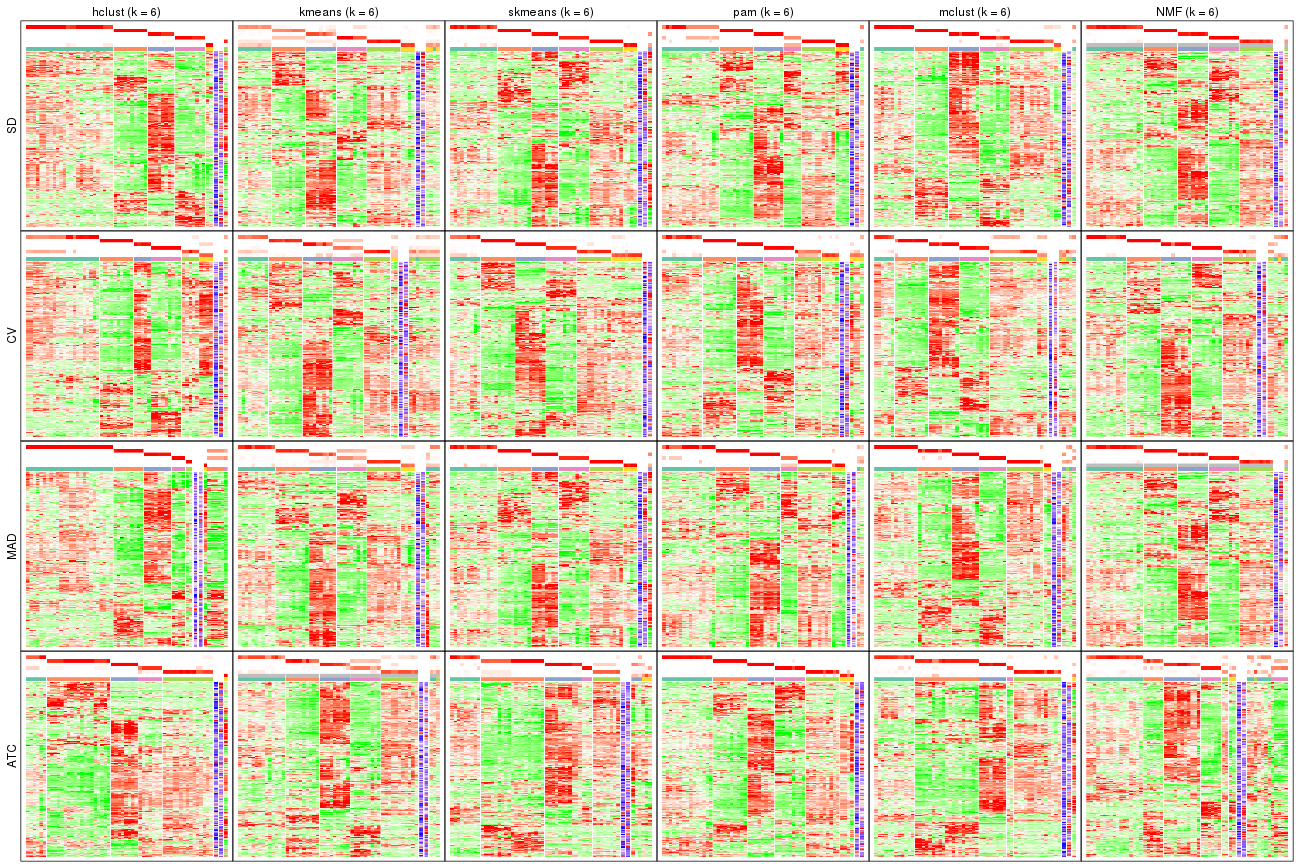 hclust (k = 6) kmeans (k = 6) skmeans (k = 6) pam (k = 6) mclust (k = 6) NMF (k = 6)
SD
CV
MAD
ATC